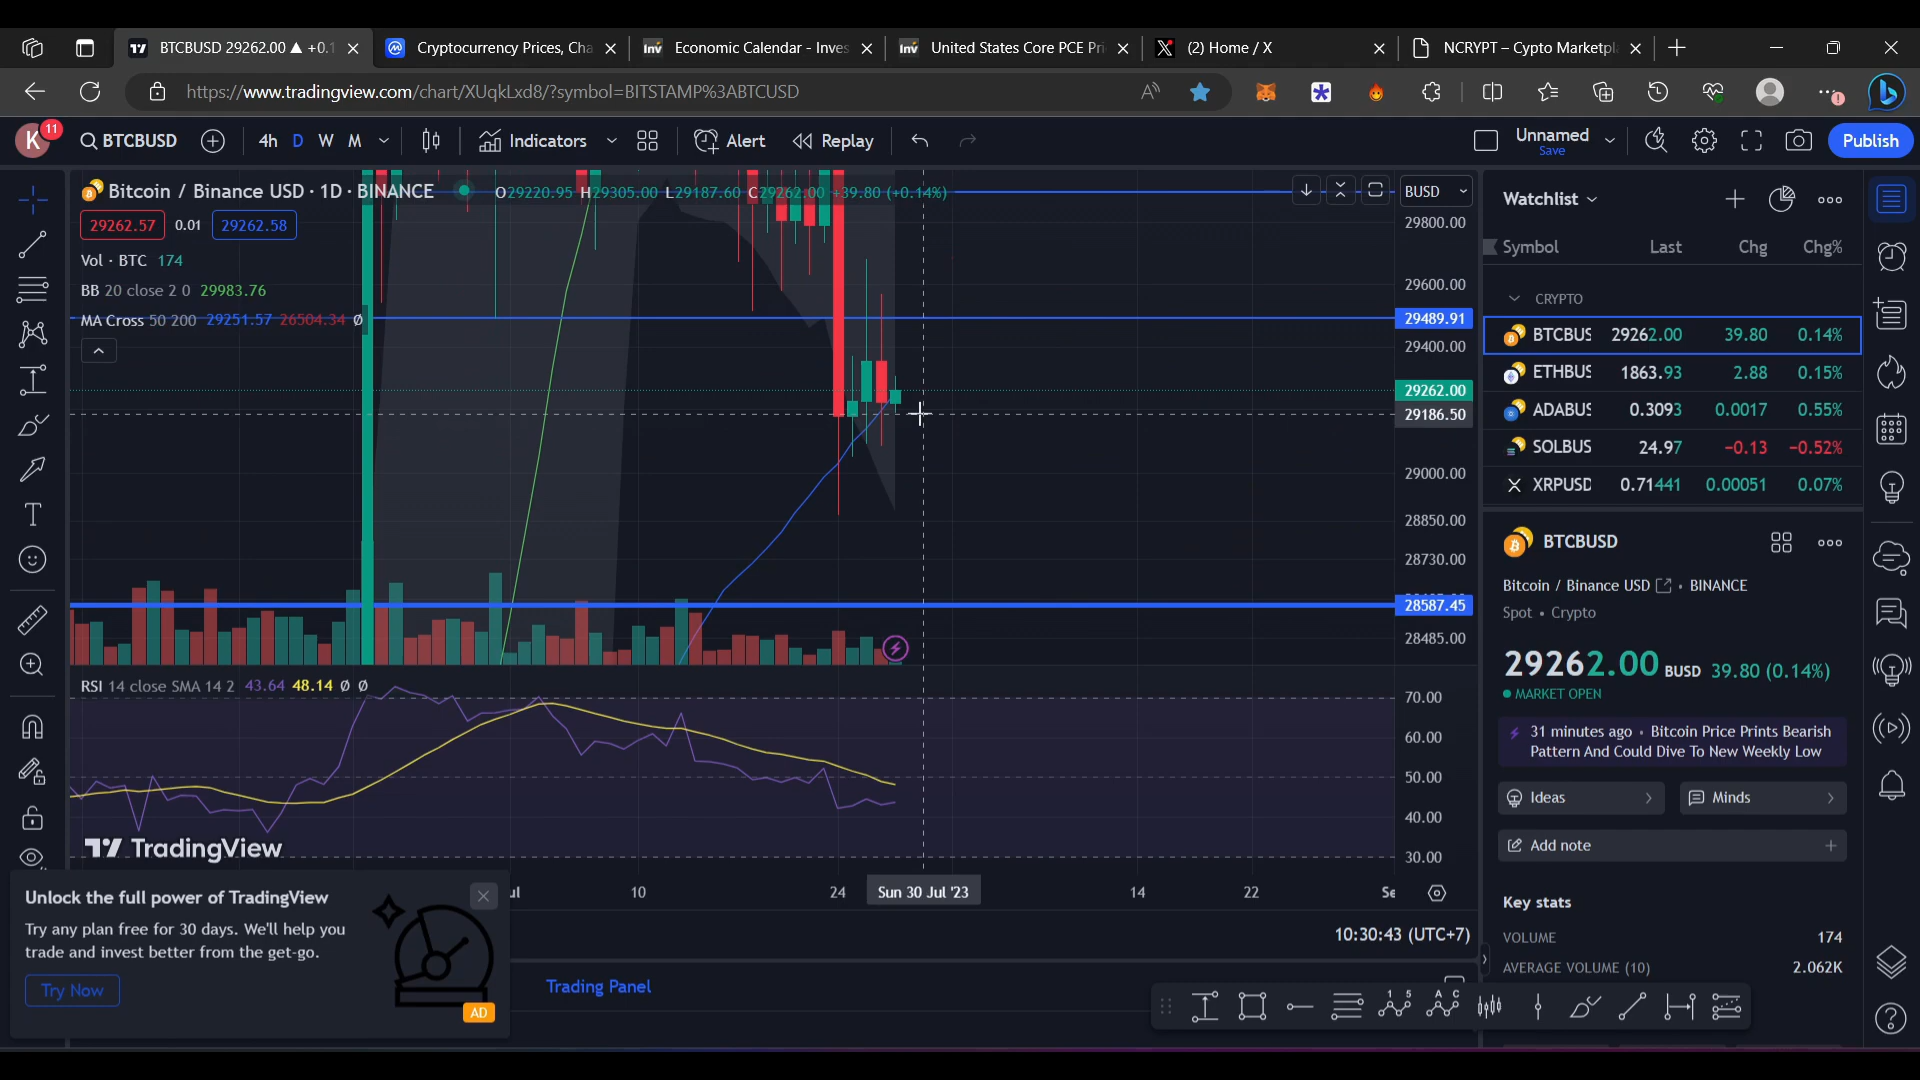 BTCBUSD 29262.00 ▲ +0.1
Cryptocurrency Prices, Cha
Economic Calendar - Inves
United States Core PCE Pri
(2) Home / X
NCRYPT – Cypto Marketpl
https://www.tradingview.com/chart/XUqkLxd8/?symbol=BITSTAMP%3ABTCUSD
K 11
BTCBUSD 4h D W M Indicators Alert Replay
Unnamed
Save
Publish
Bitcoin / Binance USD · 1D · BINANCE O29220.95 H29305.00 L29187.60 C29262.00 +39.80 (+0.14%)
BUSD
29262.57 0.01 29262.58
Vol · BTC 174
BB 20 close 2 0 29983.76
MA Cross 50 200 29251.57 26504.34 Ø
29800.00
29600.00
29489.91
29400.00
29262.00
29186.50
29000.00
28850.00
28730.00
28587.45
28485.00
RSI 14 close SMA 14 2 43.64 48.14 Ø Ø
70.00
60.00
50.00
40.00
30.00
TradingView
ul 10 24 Sun 30 Jul '23 14 22 Se
10:30:43 (UTC+7)
Trading Panel
Unlock the full power of TradingView
Try any plan free for 30 days. We'll help you
trade and invest better from the get-go.
Try Now
AD
Watchlist
Symbol Last Chg Chg%
CRYPTO
BTCBUS 29262.00 39.80 0.14%
ETHBUS 1863.93 2.88 0.15%
ADABUS 0.3093 0.0017 0.55%
SOLBUS 24.97 −0.13 −0.52%
XRPUSD 0.71441 0.00051 0.07%
BTCBUSD
Bitcoin / Binance USD • BINANCE
Spot • Crypto
29262.00 BUSD 39.80 (0.14%)
MARKET OPEN
31 minutes ago • Bitcoin Price Prints Bearish
Pattern And Could Dive To New Weekly Low
Ideas
Minds
Add note
Key stats
VOLUME 174
AVERAGE VOLUME (10) 2.062K